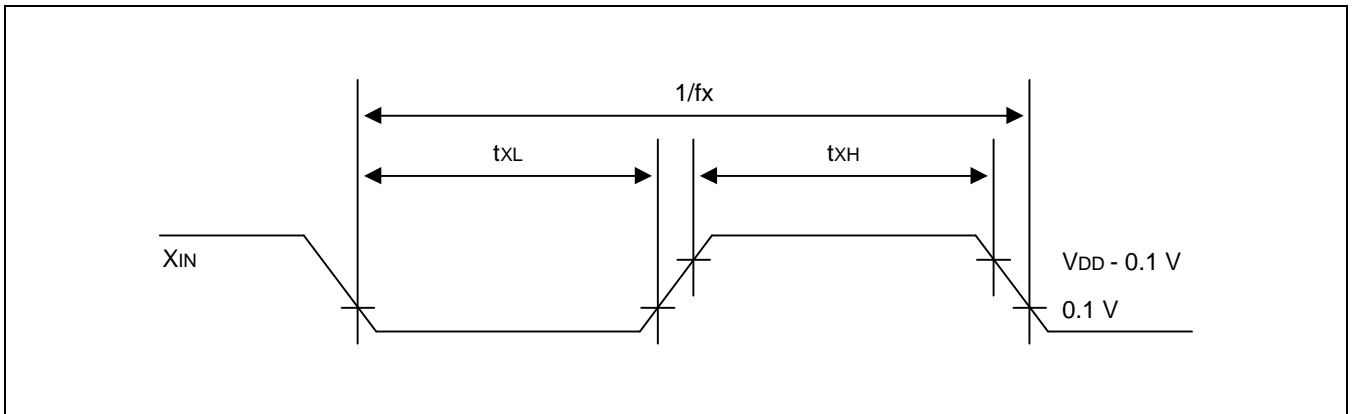 1/fx
tXL
tXH
XIN
VDD - 0.1 V
0.1 V